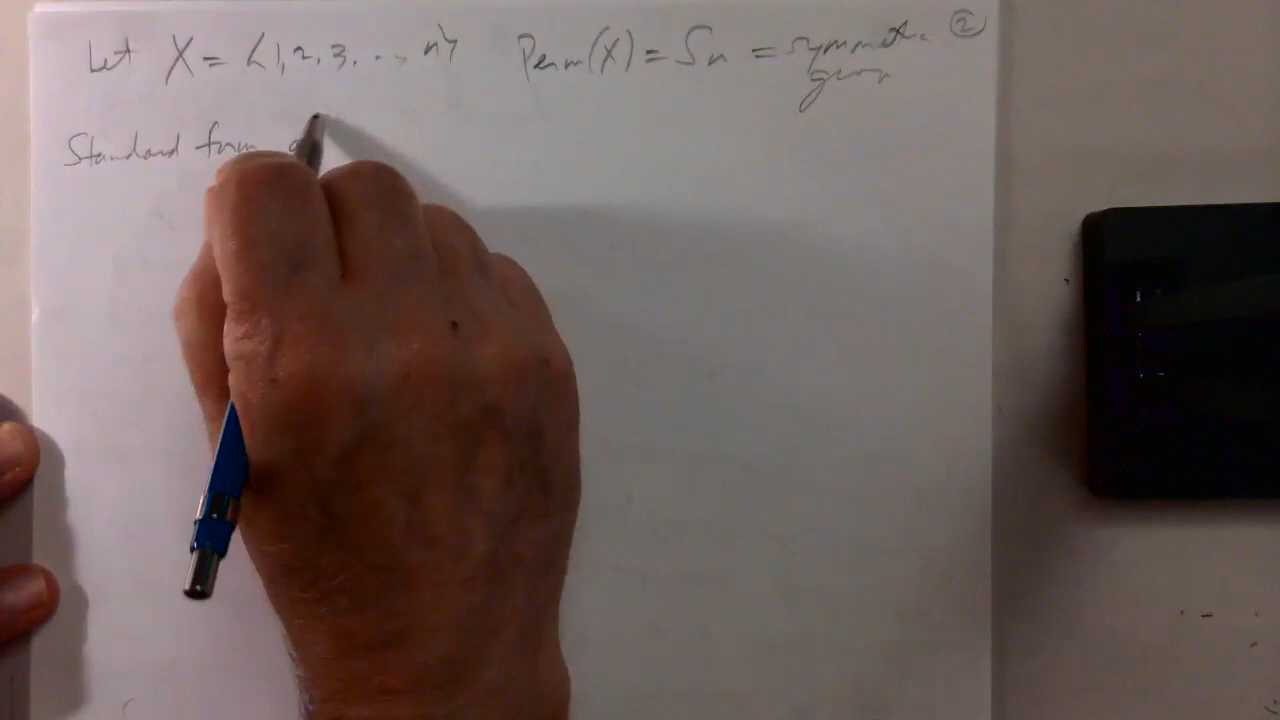 Let X = {1, 2, 3, ..., n} Perm(X) = Sn = symmetric group ②
Standard form